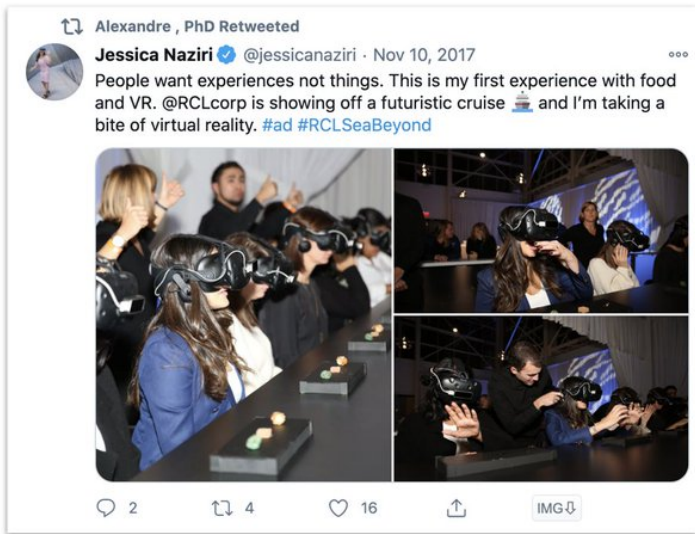 Alexandre , PhD Retweeted
Jessica Naziri @jessicanaziri · Nov 10, 2017
People want experiences not things. This is my first experience with food
and VR. @RCLcorp is showing off a futuristic cruise 🛳 and I'm taking a
bite of virtual reality. #ad #RCLSeaBeyond
2 4 16 IMG⇩